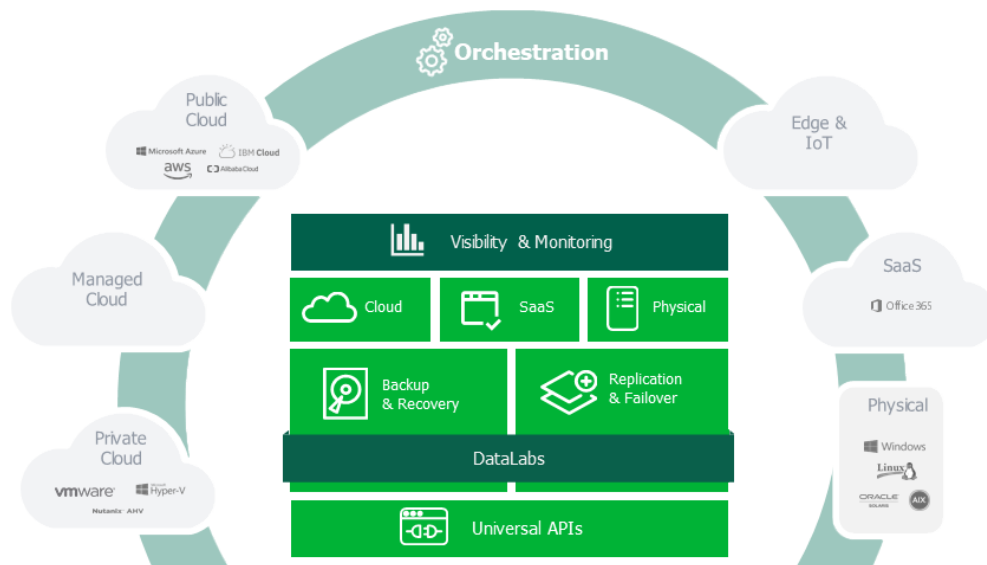 Orchestration
Public
Cloud
Microsoft Azure
IBM Cloud
aws
Alibaba Cloud
Edge &
IoT
Managed
Cloud
SaaS
Office 365
Private
Cloud
vmware
Microsoft
Hyper-V
Nutanix AHV
Physical
Windows
Linux
ORACLE
SOLARIS
AIX
Visibility & Monitoring
Cloud
SaaS
Physical
Backup
& Recovery
Replication
& Failover
DataLabs
Universal APIs